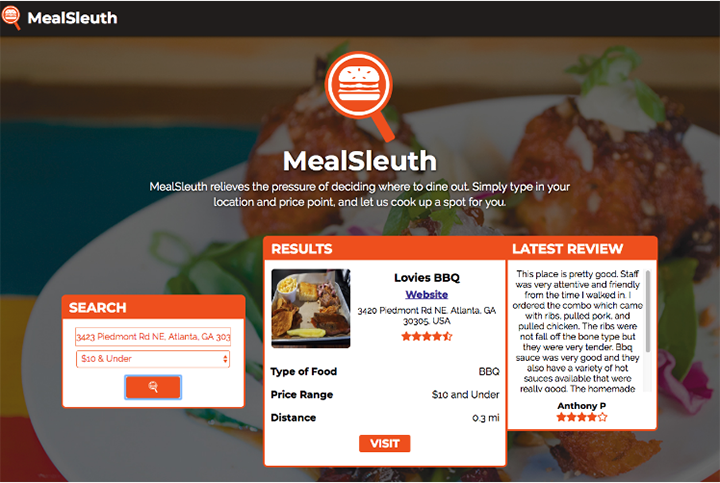 MealSleuth
MealSleuth
MealSleuth relieves the pressure of deciding where to dine out. Simply type in your
location and price point, and let us cook up a spot for you.
SEARCH
3423 Piedmont Rd NE, Atlanta, GA 303
$10 & Under
RESULTS
Lovies BBQ
Website
3420 Piedmont Rd NE, Atlanta, GA
30305, USA
Type of Food BBQ
Price Range $10 and Under
Distance 0.3 mi
VISIT
LATEST REVIEW
This place is pretty good. Staff
was very attentive and friendly
from the time I walked in. I
ordered the combo which came
with ribs, pulled pork, and
pulled chicken. The ribs were
not fall off the bone type but
they were very tender. Bbq
sauce was very good and they
also have a variety of hot
sauces available that were
really good. The homemade
Anthony P